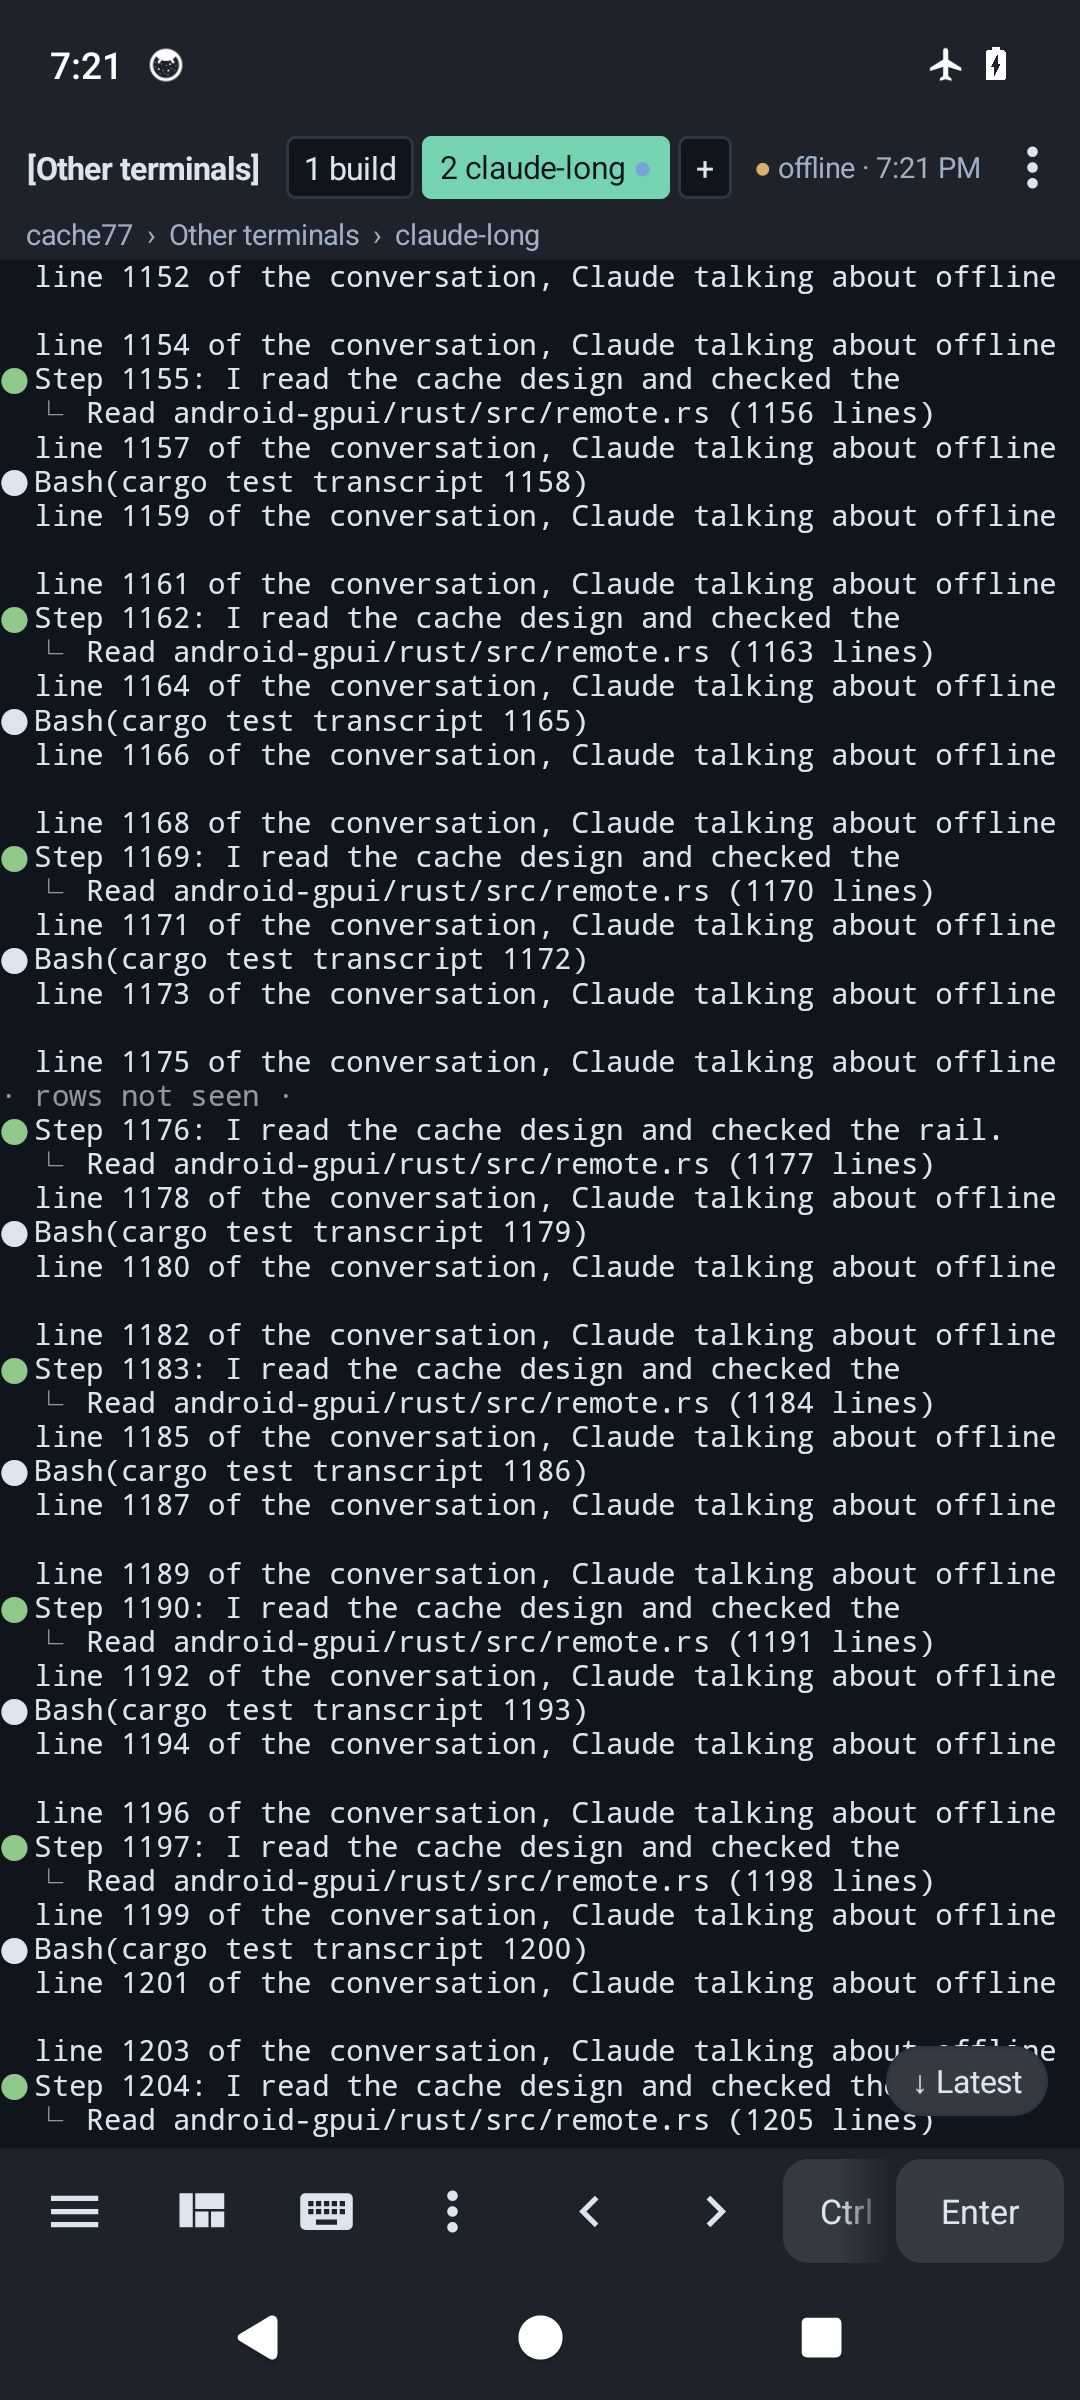 7:21
[Other terminals] 1 build 2 claude-long + offline · 7:21 PM
cache77 › Other terminals › claude-long
line 1152 of the conversation, Claude talking about offline
line 1154 of the conversation, Claude talking about offline
Step 1155: I read the cache design and checked the
└ Read android-gpui/rust/src/remote.rs (1156 lines)
line 1157 of the conversation, Claude talking about offline
Bash(cargo test transcript 1158)
line 1159 of the conversation, Claude talking about offline
line 1161 of the conversation, Claude talking about offline
Step 1162: I read the cache design and checked the
└ Read android-gpui/rust/src/remote.rs (1163 lines)
line 1164 of the conversation, Claude talking about offline
Bash(cargo test transcript 1165)
line 1166 of the conversation, Claude talking about offline
line 1168 of the conversation, Claude talking about offline
Step 1169: I read the cache design and checked the
└ Read android-gpui/rust/src/remote.rs (1170 lines)
line 1171 of the conversation, Claude talking about offline
Bash(cargo test transcript 1172)
line 1173 of the conversation, Claude talking about offline
line 1175 of the conversation, Claude talking about offline
· rows not seen ·
Step 1176: I read the cache design and checked the rail.
└ Read android-gpui/rust/src/remote.rs (1177 lines)
line 1178 of the conversation, Claude talking about offline
Bash(cargo test transcript 1179)
line 1180 of the conversation, Claude talking about offline
line 1182 of the conversation, Claude talking about offline
Step 1183: I read the cache design and checked the
└ Read android-gpui/rust/src/remote.rs (1184 lines)
line 1185 of the conversation, Claude talking about offline
Bash(cargo test transcript 1186)
line 1187 of the conversation, Claude talking about offline
line 1189 of the conversation, Claude talking about offline
Step 1190: I read the cache design and checked the
└ Read android-gpui/rust/src/remote.rs (1191 lines)
line 1192 of the conversation, Claude talking about offline
Bash(cargo test transcript 1193)
line 1194 of the conversation, Claude talking about offline
line 1196 of the conversation, Claude talking about offline
Step 1197: I read the cache design and checked the
└ Read android-gpui/rust/src/remote.rs (1198 lines)
line 1199 of the conversation, Claude talking about offline
Bash(cargo test transcript 1200)
line 1201 of the conversation, Claude talking about offline
line 1203 of the conversation, Claude talking about offline
Step 1204: I read the cache design and checked the
↓ Latest
└ Read android-gpui/rust/src/remote.rs (1205 lines)
Ctrl Enter